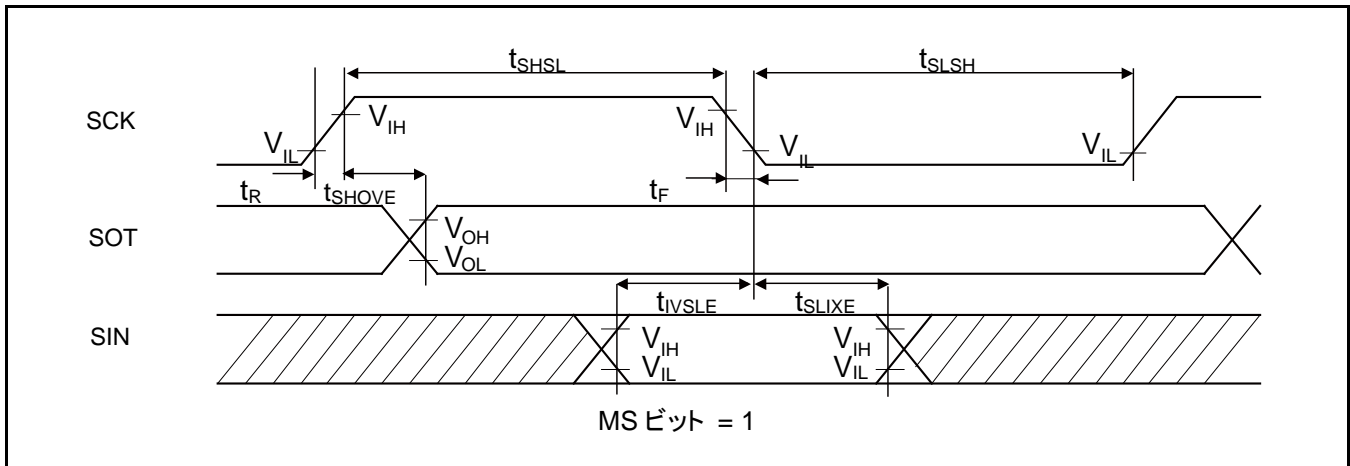 tSHSL
tSLSH
SCK
VIH
VIH
VIL
VIL
VIL
tR
tSHOVE
tF
SOT
VOH
VOL
tIVSLE
tSLIXE
SIN
VIH
VIH
VIL
VIL
MS ビット = 1